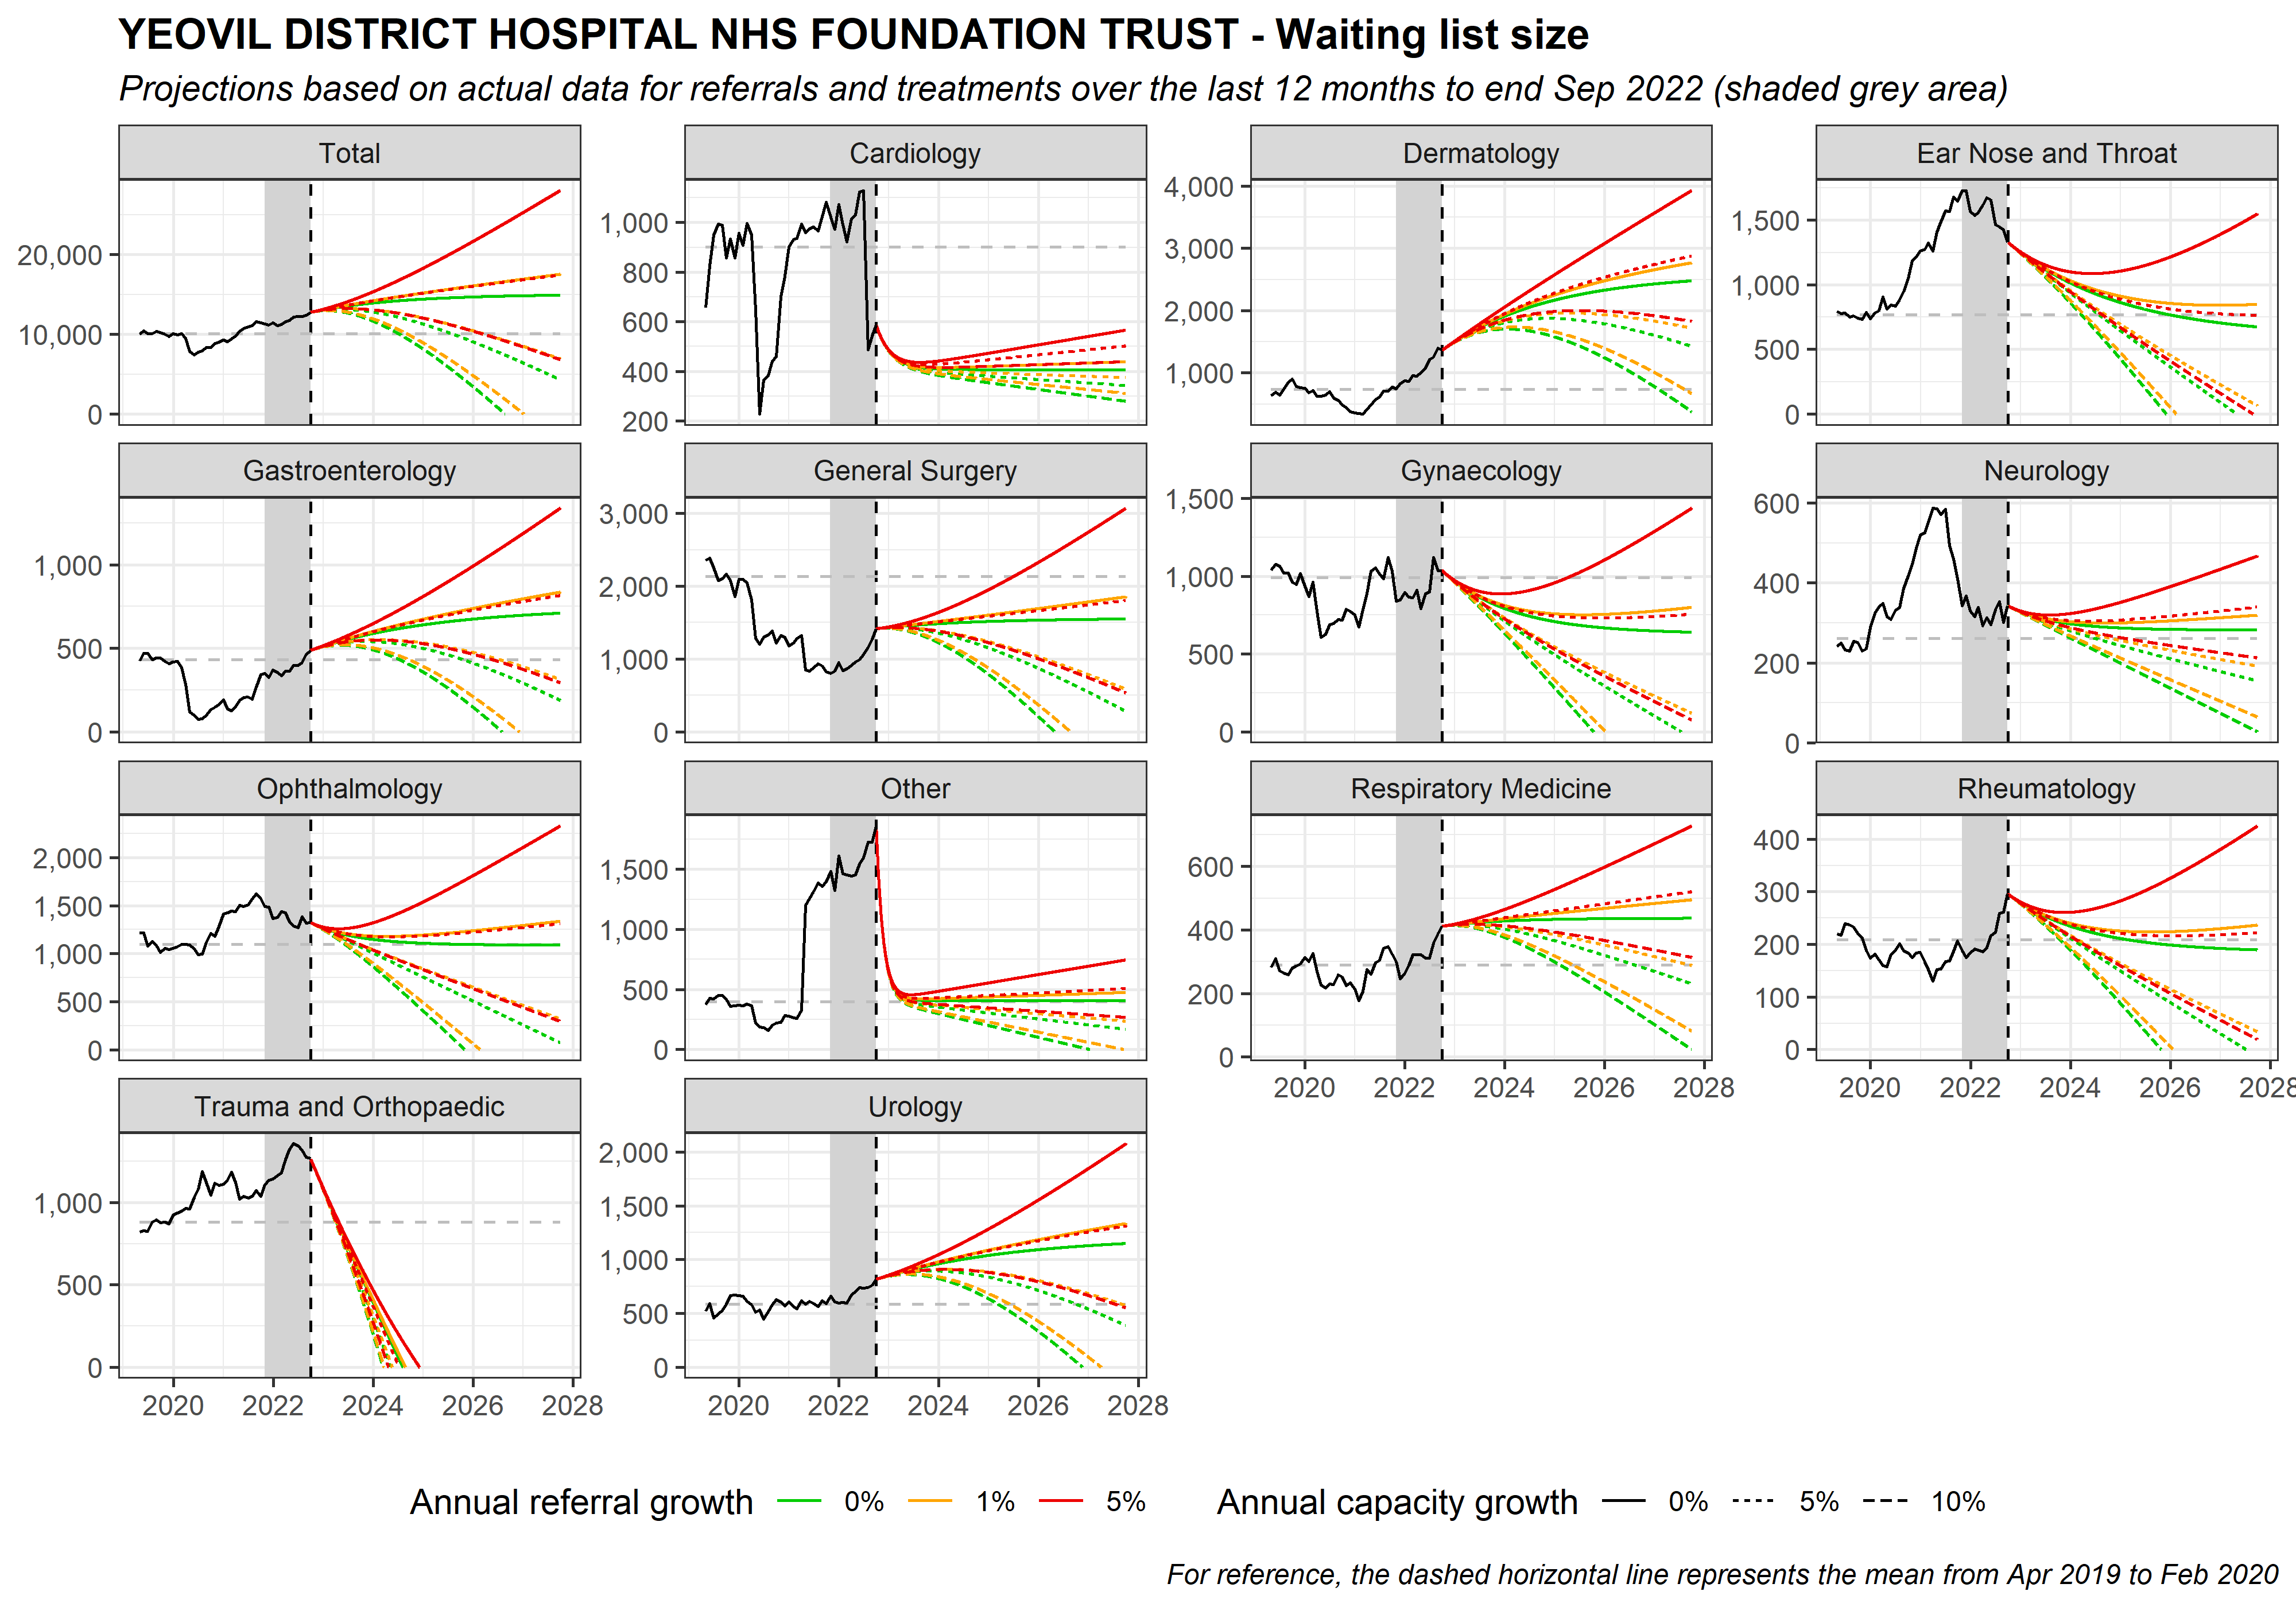 YEOVIL DISTRICT HOSPITAL NHS FOUNDATION TRUST - Waiting list size
Projections based on actual data for referrals and treatments over the last 12 months to end Sep 2022 (shaded grey area)
Total
20,000
10,000
0
Cardiology
1,000
800
600
400
200
Dermatology
4,000
3,000
2,000
1,000
Ear Nose and Throat
1,500
1,000
500
0
Gastroenterology
1,000
500
0
General Surgery
3,000
2,000
1,000
0
Gynaecology
1,500
1,000
500
0
Neurology
600
400
200
0
Ophthalmology
2,000
1,500
1,000
500
0
Other
1,500
1,000
500
0
Respiratory Medicine
600
400
200
0
2020 2022 2024 2026 2028
Rheumatology
400
300
200
100
0
2020 2022 2024 2026 2028
Trauma and Orthopaedic
1,000
500
0
2020 2022 2024 2026 2028
Urology
2,000
1,500
1,000
500
0
2020 2022 2024 2026 2028
Annual referral growth 0% 1% 5% Annual capacity growth 0% 5% 10%
For reference, the dashed horizontal line represents the mean from Apr 2019 to Feb 2020